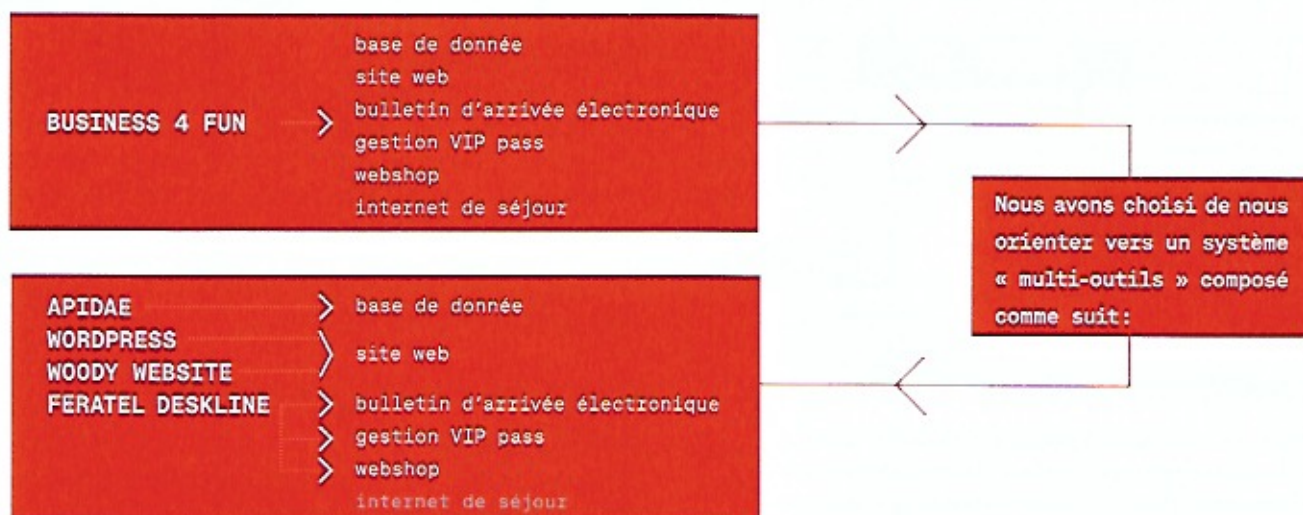 base de donnée
site web
BUSINESS 4 FUN
bulletin d'arrivée électronique
gestion VIP pass
webshop
internet de séjour
Nous avons choisi de nous
orienter vers un système
« multi-outils » composé
comme suit:
APIDAE
base de donnée
WORDPRESS
WOODY WEBSITE
site web
FERATEL DESKLINE
bulletin d'arrivée électronique
gestion VIP pass
webshop
internet de séjour